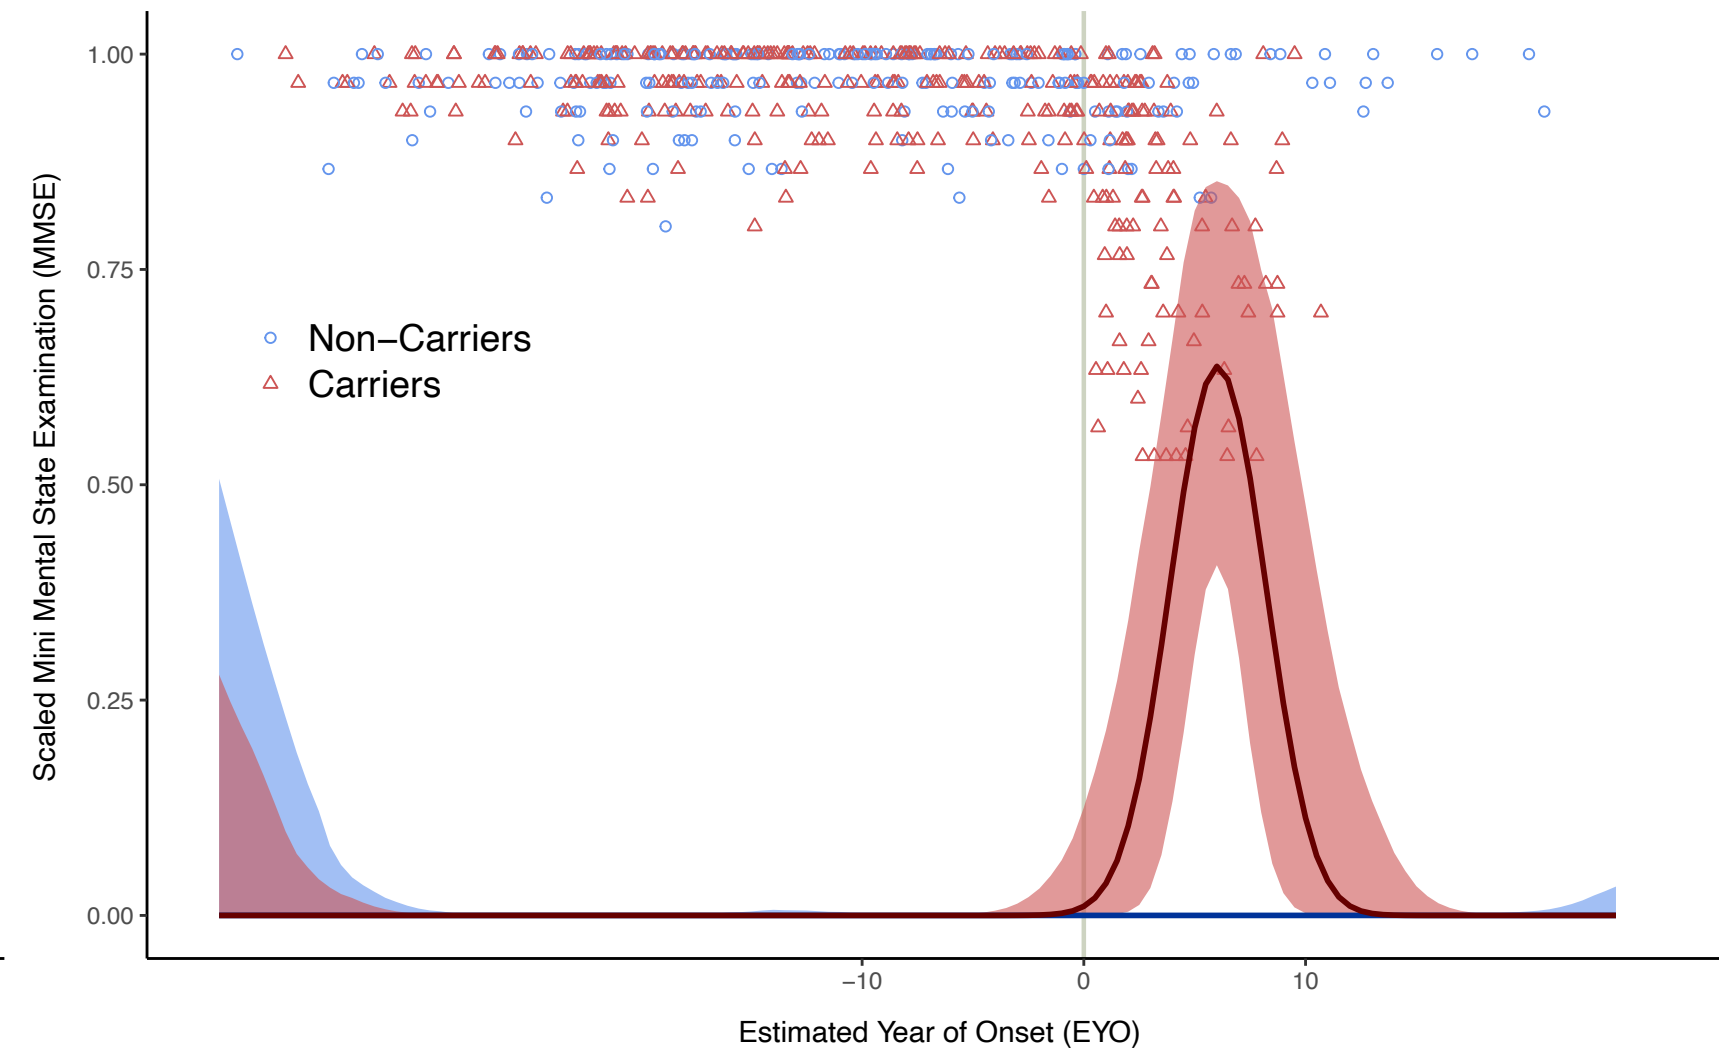 Scaled Mini Mental State Examination (MMSE)
1.00
0.75
0.50
0.25
0.00
Non−Carriers
Carriers
−10
0
10
Estimated Year of Onset (EYO)